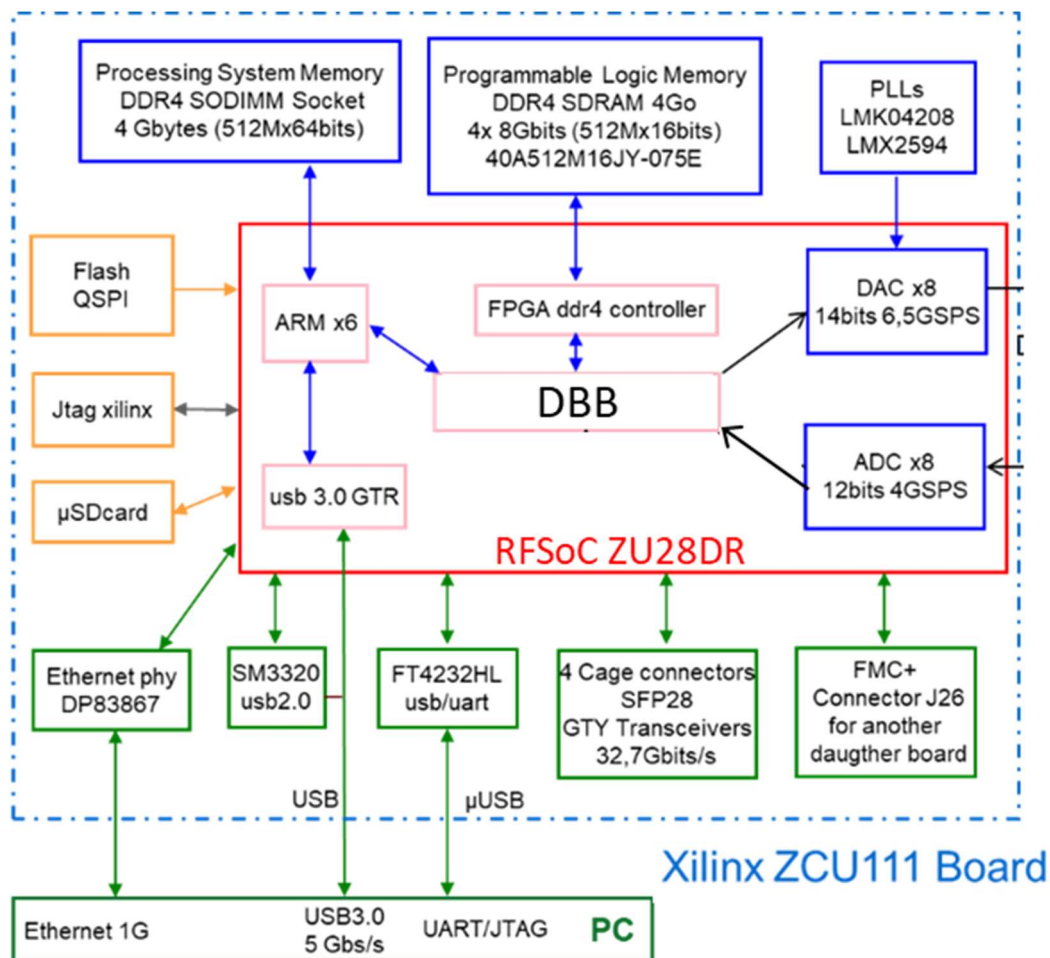 Processing System Memory
DDR4 SODIMM Socket
4 Gbytes (512Mx64bits)
Programmable Logic Memory
DDR4 SDRAM 4Go
4x 8Gbits (512Mx16bits)
40A512M16JY-075E
PLLs
LMK04208
LMX2594
Flash
QSPI
ARM x6
FPGA ddr4 controller
DAC x8
14bits 6,5GSPS
Jtag xilinx
DBB
ADC x8
12bits 4GSPS
µSDcard
usb 3.0 GTR
RFSoC ZU28DR
Ethernet phy
DP83867
SM3320
usb2.0
FT4232HL
usb/uart
4 Cage connectors
SFP28
GTY Transceivers
32,7Gbits/s
FMC+
Connector J26
for another
daugther board
USB
µUSB
Xilinx ZCU111 Board
Ethernet 1G
USB3.0
5 Gbs/s
UART/JTAG
PC